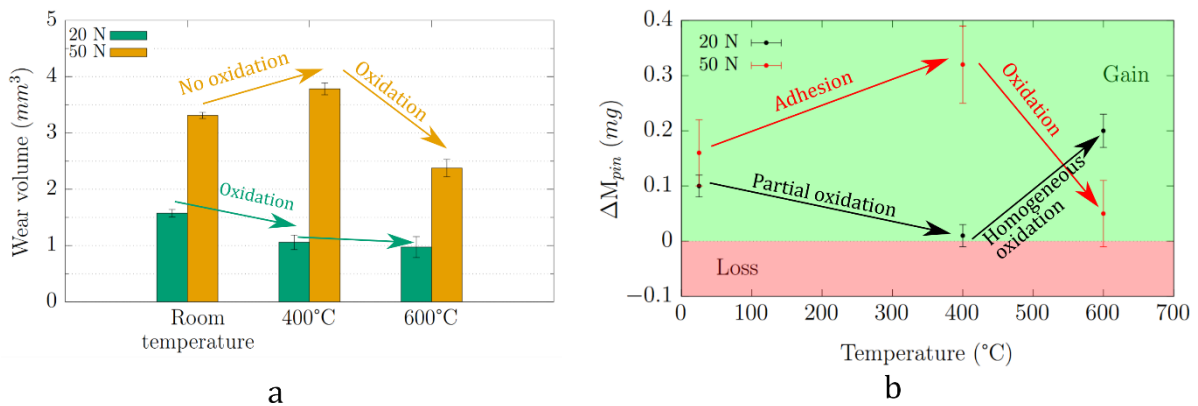 20 N
50 N
Wear volume (mm³)
5
4
3
2
1
0
No oxidation
Oxidation
Oxidation
Room
temperature
400°C
600°C
a
20 N
50 N
ΔM_pin (mg)
0.4
0.3
0.2
0.1
0
−0.1
Gain
Adhesion
Oxidation
Partial oxidation
Homogeneous
oxidation
Loss
0 100 200 300 400 500 600 700
Temperature (°C)
b